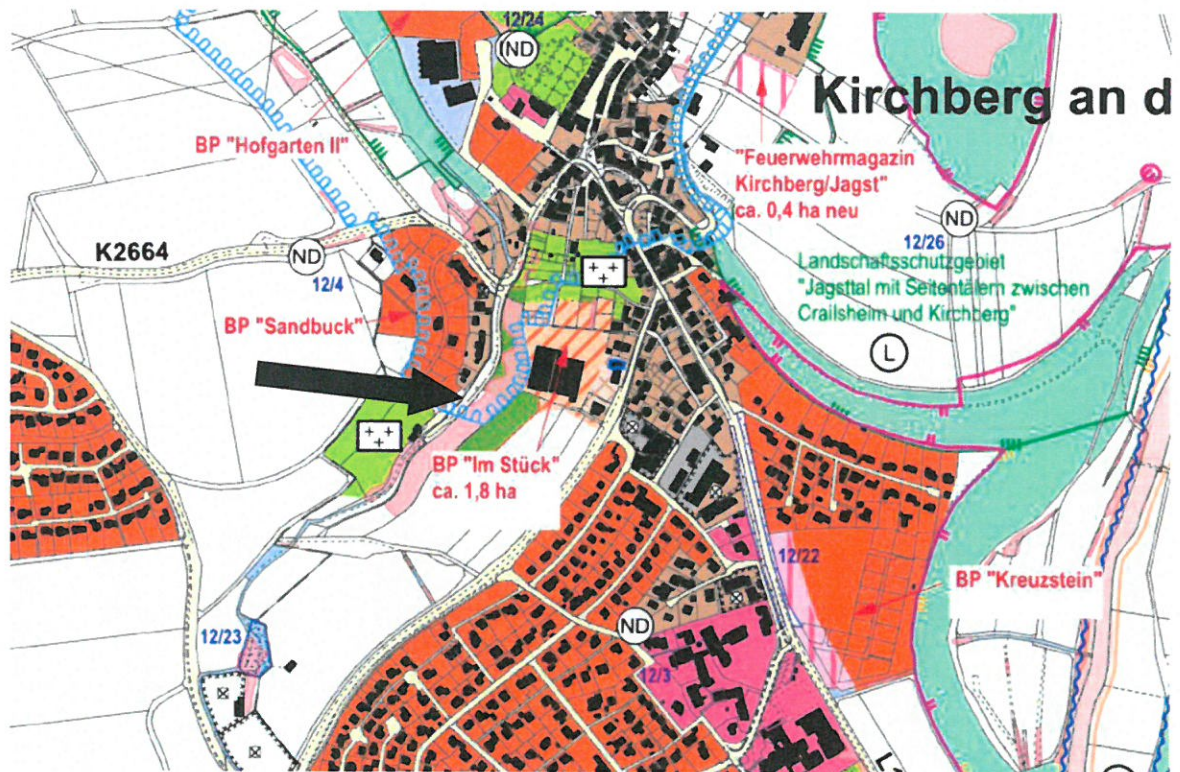 12/24
ND
Kirchberg an d
BP "Hofgarten II"
"Feuerwehrmagazin
Kirchberg/Jagst"
ca. 0,4 ha neu
K2664
ND
12/4
ND
12/26
Landschaftsschutzgebiet
"Jagsttal mit Seitentälern zwischen
Crailsheim und Kirchberg"
BP "Sandbuck"
L
BP "Im Stück"
ca. 1,8 ha
12/22
BP "Kreuzstein"
12/23
ND
12/3